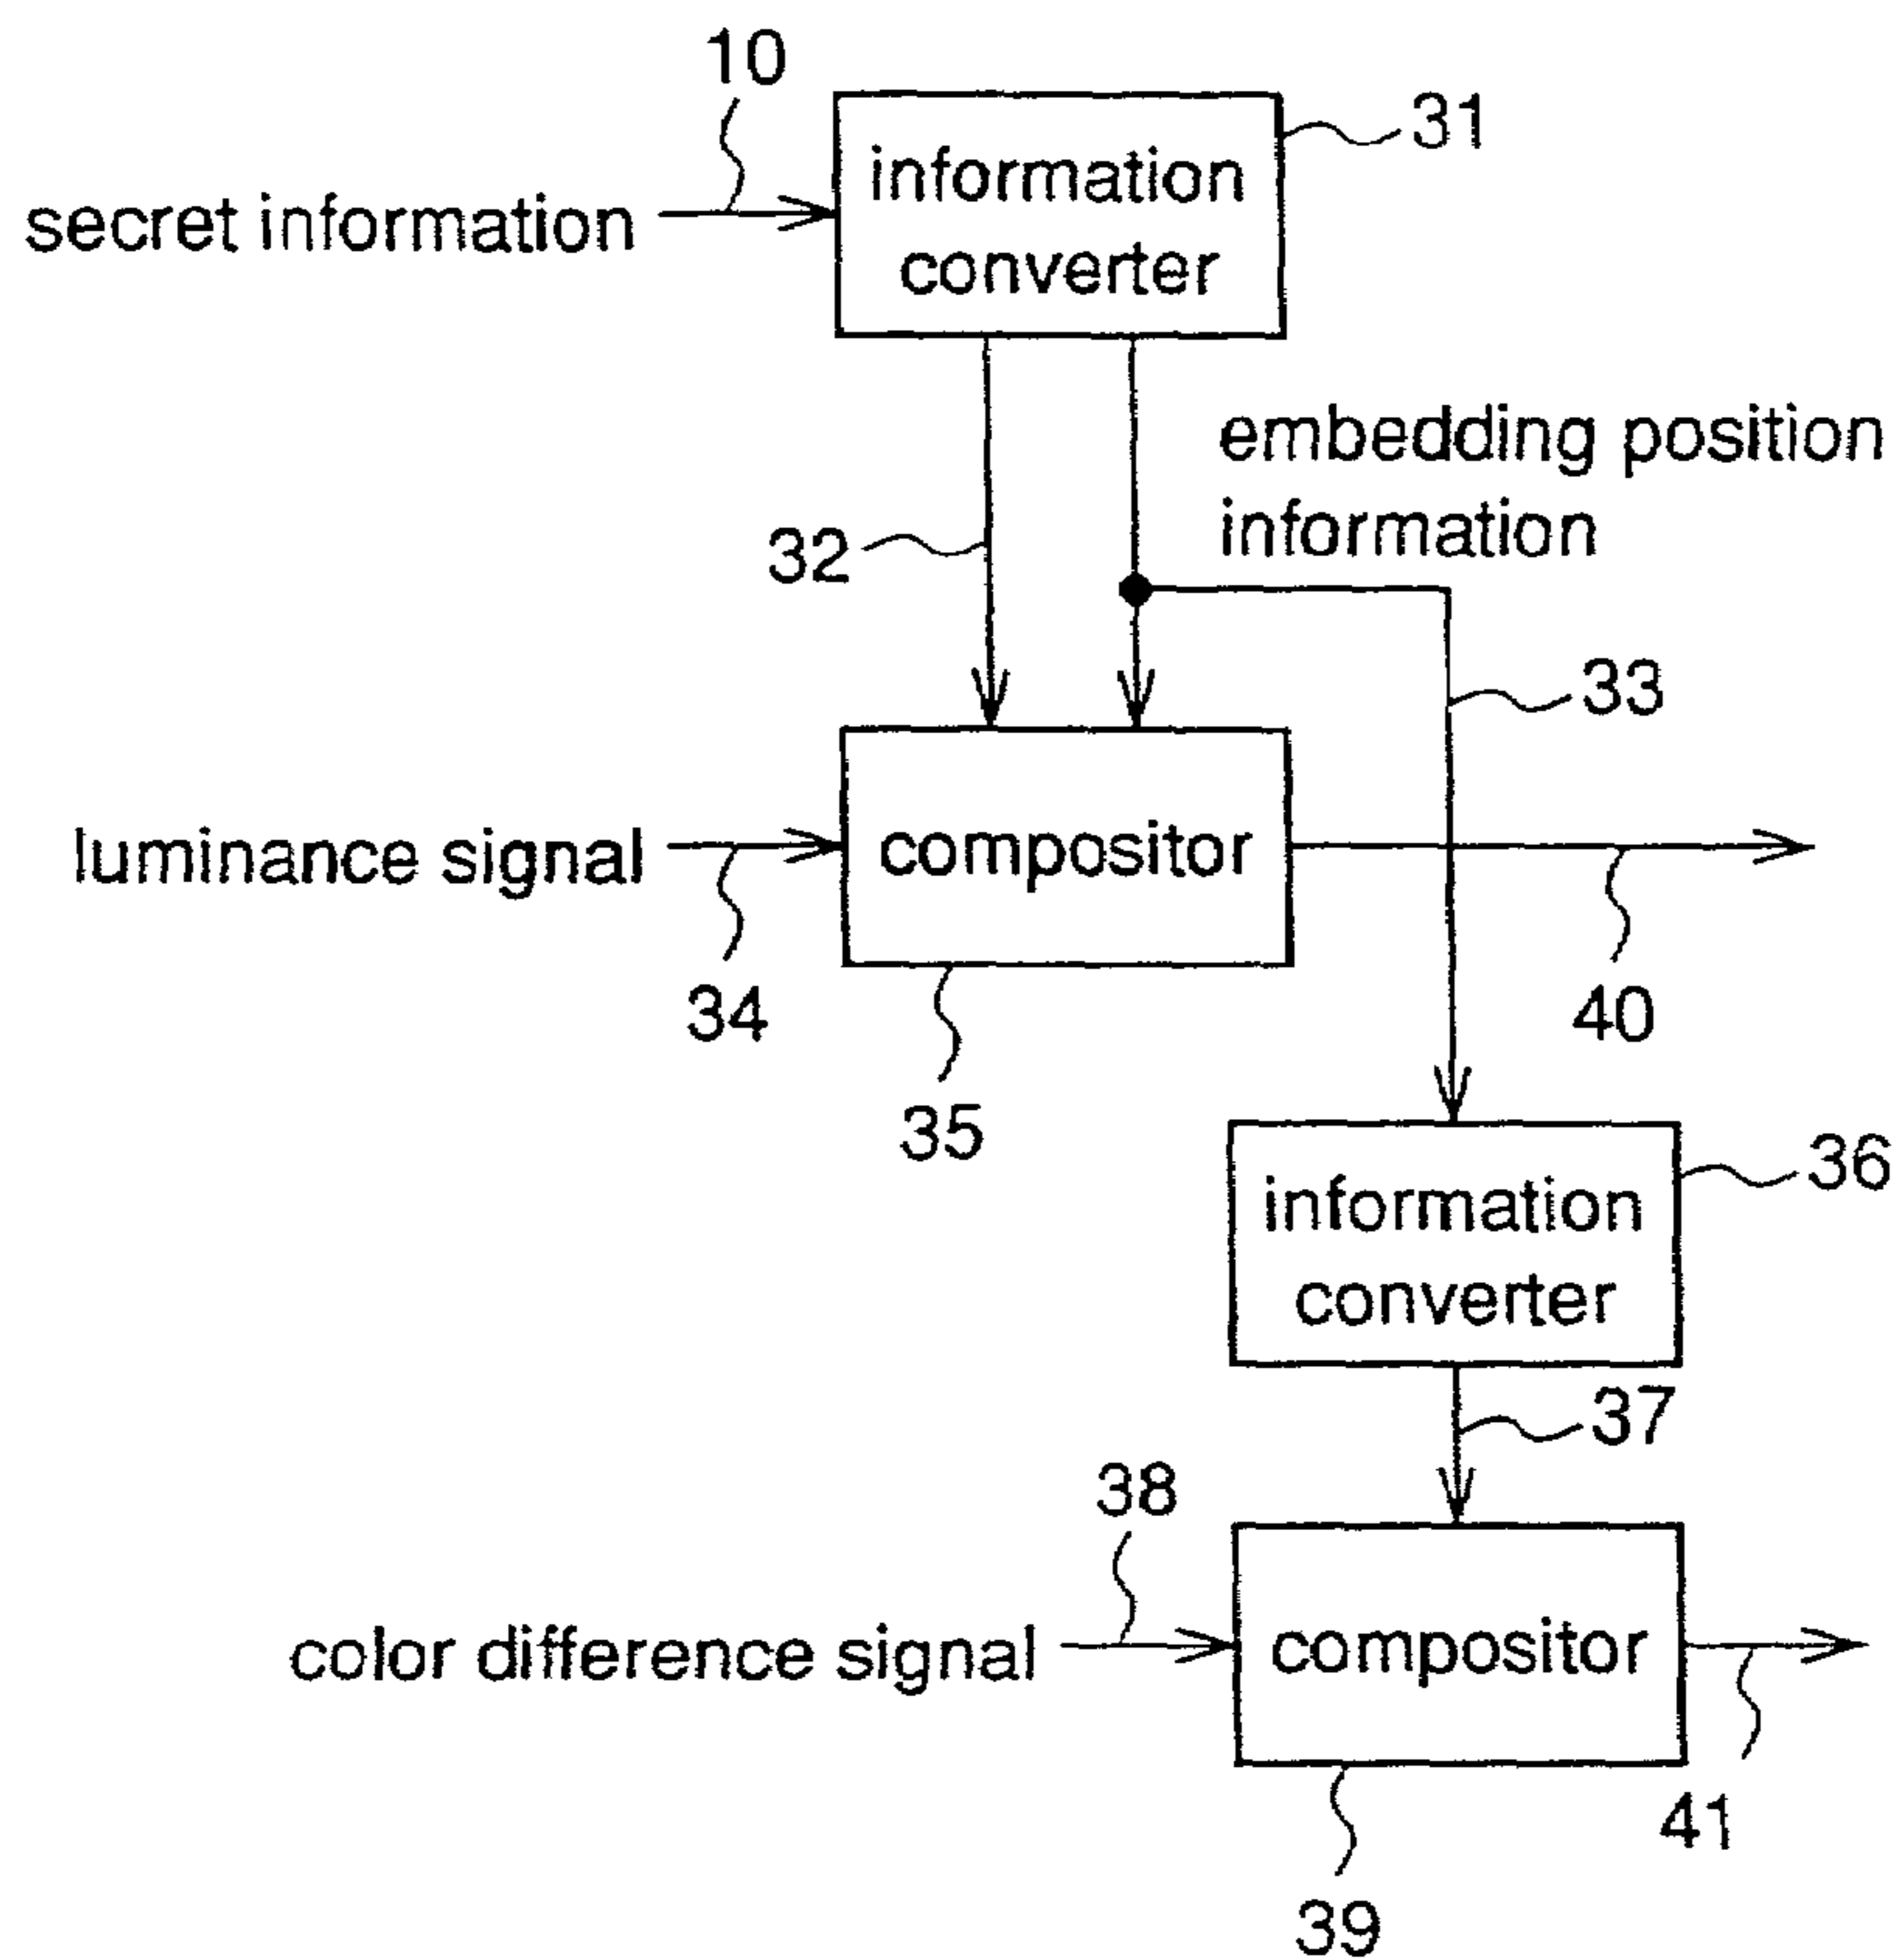 10
31
information
converter
secret information
embedding position
information
32
33
luminance signal
compositor
34
40
35
36
information
converter
37
38
color difference signal
compositor
41
39